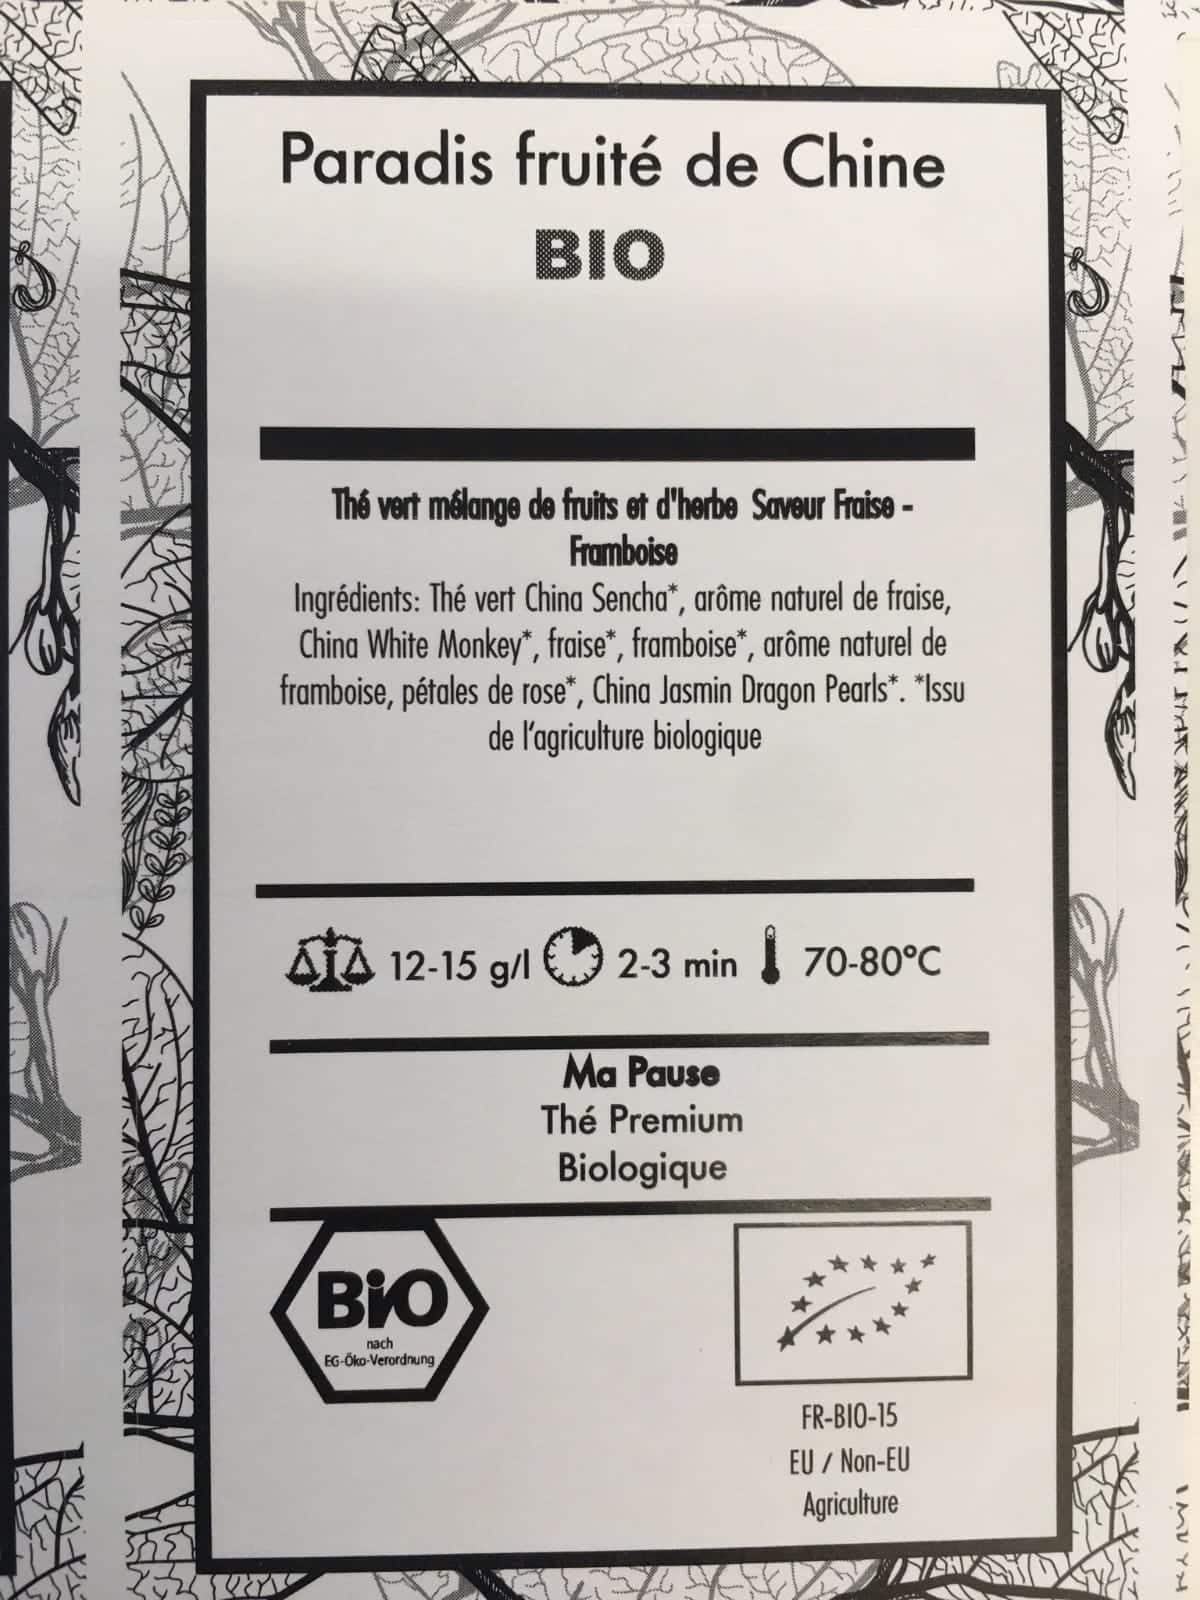 Paradis fruité de Chine
BIO
Thé vert mélange de fruits et d'herbe Saveur Fraise -
Framboise
Ingrédients: Thé vert China Sencha*, arôme naturel de fraise,
China White Monkey*, fraise*, framboise*, arôme naturel de
framboise, pétales de rose*, China Jasmin Dragon Pearls*. *Issu
de l'agriculture biologique
12-15 g/l 2-3 min 70-80°C
Ma Pause
Thé Premium
Biologique
BiO
nach
EG-Öko-Verordnung
FR-BIO-15
EU / Non-EU
Agriculture